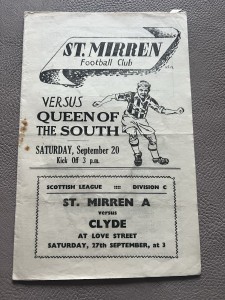 ST. MIRREN
Football Club
VERSUS
QUEEN OF
THE SOUTH
SATURDAY, September 20
Kick Off 3 p.m.
SCOTTISH LEAGUE :::: DIVISION C
ST. MIRREN A
versus
CLYDE
AT LOVE STREET
SATURDAY, 27th SEPTEMBER, at 3